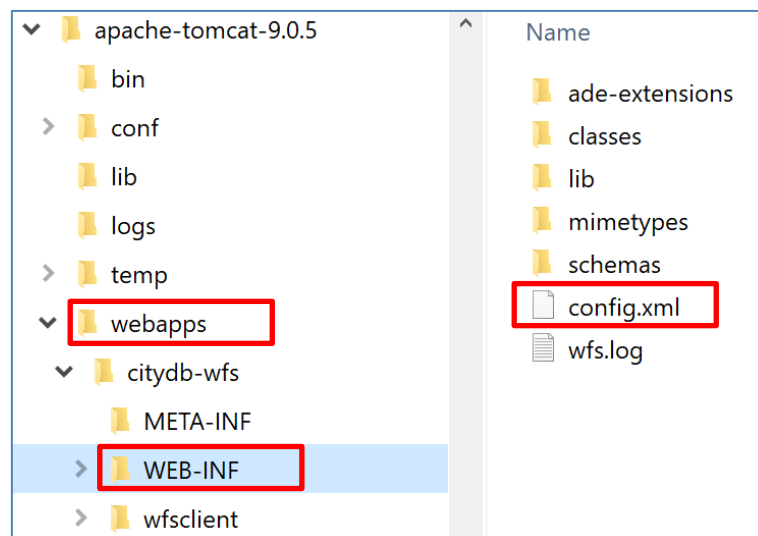 apache-tomcat-9.0.5
bin
conf
lib
logs
temp
webapps
citydb-wfs
META-INF
WEB-INF
wfsclient
Name
ade-extensions
classes
lib
mimetypes
schemas
config.xml
wfs.log